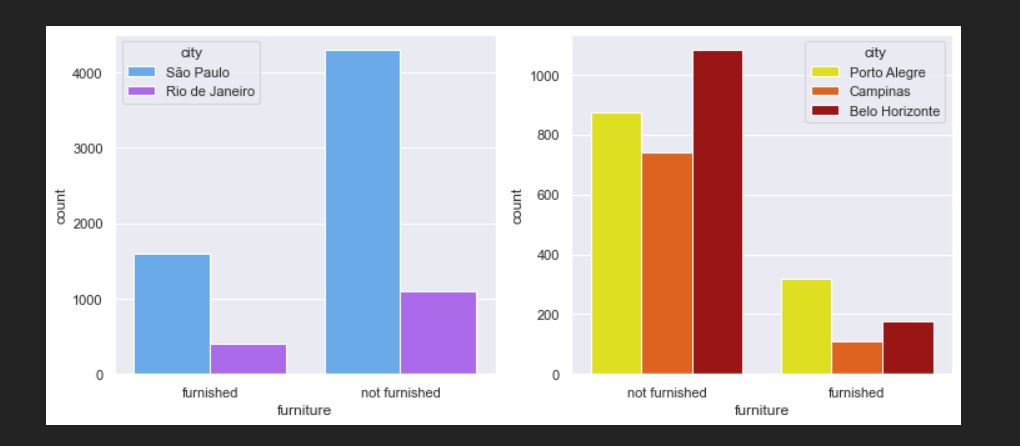 city
São Paulo
Rio de Janeiro
4000
3000
2000
1000
0
count
furnished
not furnished
furniture
city
Porto Alegre
Campinas
Belo Horizonte
1000
800
600
400
200
0
count
not furnished
furnished
furniture